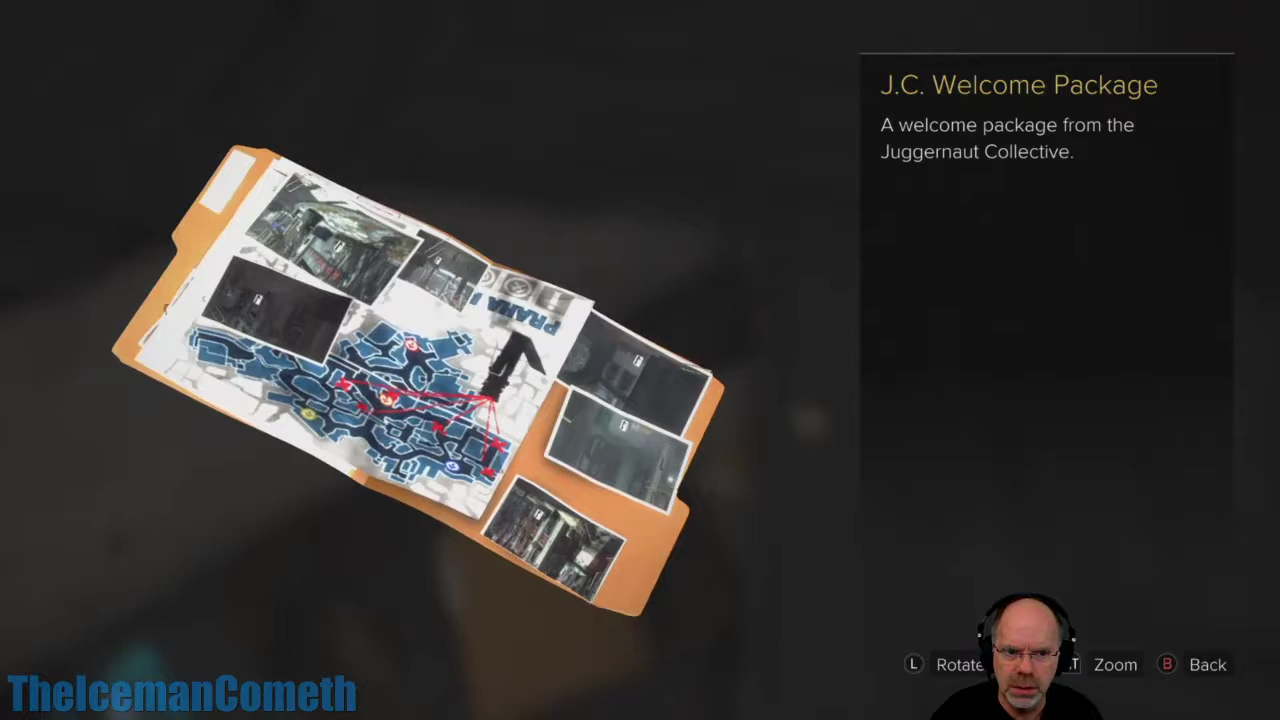 J.C. Welcome Package
A welcome package from the
Juggernaut Collective.
PRAHA
L Rotate
T Zoom
B Back
TheIcemanCometh